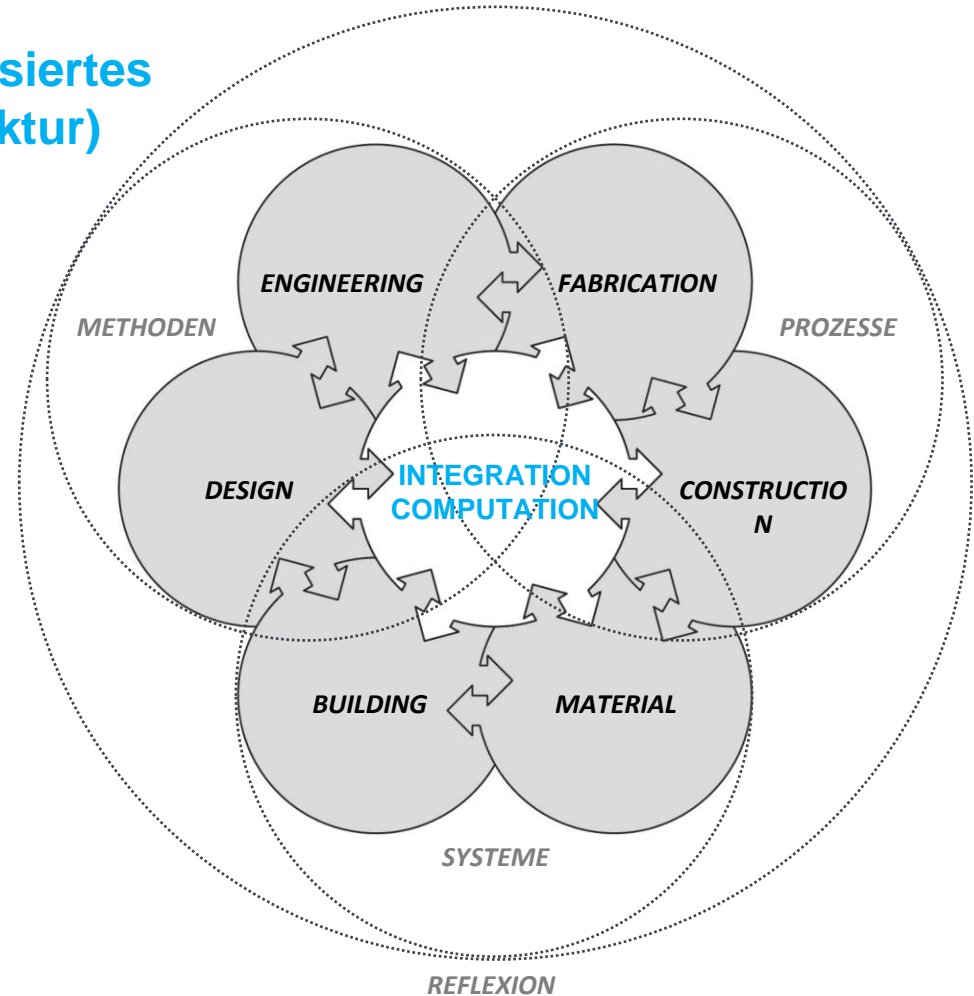 siertes
ktur)
ENGINEERING
FABRICATION
METHODEN
PROZESSE
DESIGN
INTEGRATION
COMPUTATION
CONSTRUCTIO
N
BUILDING
MATERIAL
SYSTEME
REFLEXION